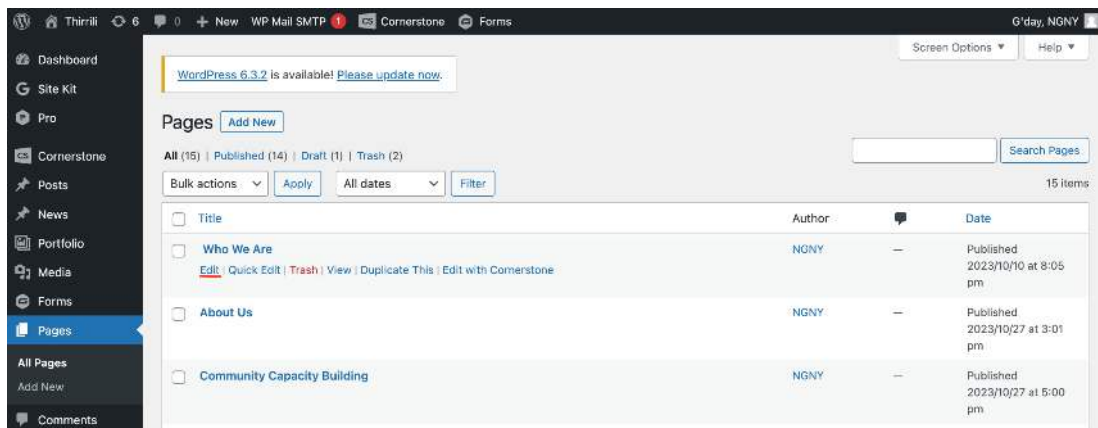 Thirrili 6 0 + New WP Mail SMTP 1 CS Cornerstone Forms G'day, NGNY
Screen Options ▼ Help ▼
Dashboard
Site Kit
Pro
CS Cornerstone
Posts
News
Portfolio
Media
Forms
Pages
All Pages
Add New
Comments
WordPress 6.3.2 is available! Please update now.
Pages Add New
All (15) | Published (14) | Draft (1) | Trash (2)
Search Pages
Bulk actions Apply All dates Filter 15 items
Title Author Date
Who We Are NGNY — Published
2023/10/10 at 8:05
pm
Edit | Quick Edit | Trash | View | Duplicate This | Edit with Cornerstone
About Us NGNY — Published
2023/10/27 at 3:01
pm
Community Capacity Building NGNY — Published
2023/10/27 at 5:00
pm